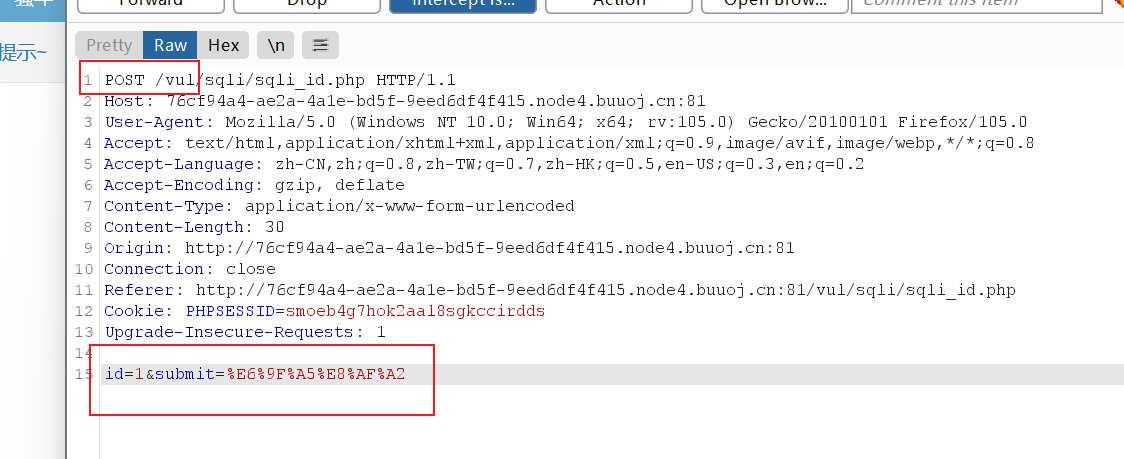 Forward Drop Intercept is... Action Open Brow... Comment this item
提示~
Pretty Raw Hex \n
1 POST /vul/sqli/sqli_id.php HTTP/1.1
2 Host: 76cf94a4-ae2a-4a1e-bd5f-9eed6df4f415.node4.buuoj.cn:81
3 User-Agent: Mozilla/5.0 (Windows NT 10.0; Win64; x64; rv:105.0) Gecko/20100101 Firefox/105.0
4 Accept: text/html,application/xhtml+xml,application/xml;q=0.9,image/avif,image/webp,*/*;q=0.8
5 Accept-Language: zh-CN,zh;q=0.8,zh-TW;q=0.7,zh-HK;q=0.5,en-US;q=0.3,en;q=0.2
6 Accept-Encoding: gzip, deflate
7 Content-Type: application/x-www-form-urlencoded
8 Content-Length: 30
9 Origin: http://76cf94a4-ae2a-4a1e-bd5f-9eed6df4f415.node4.buuoj.cn:81
10 Connection: close
11 Referer: http://76cf94a4-ae2a-4a1e-bd5f-9eed6df4f415.node4.buuoj.cn:81/vul/sqli/sqli_id.php
12 Cookie: PHPSESSID=smoeb4g7hok2aal8sgkccirdds
13 Upgrade-Insecure-Requests: 1
14
15 id=1&submit=%E6%9F%A5%E8%AF%A2